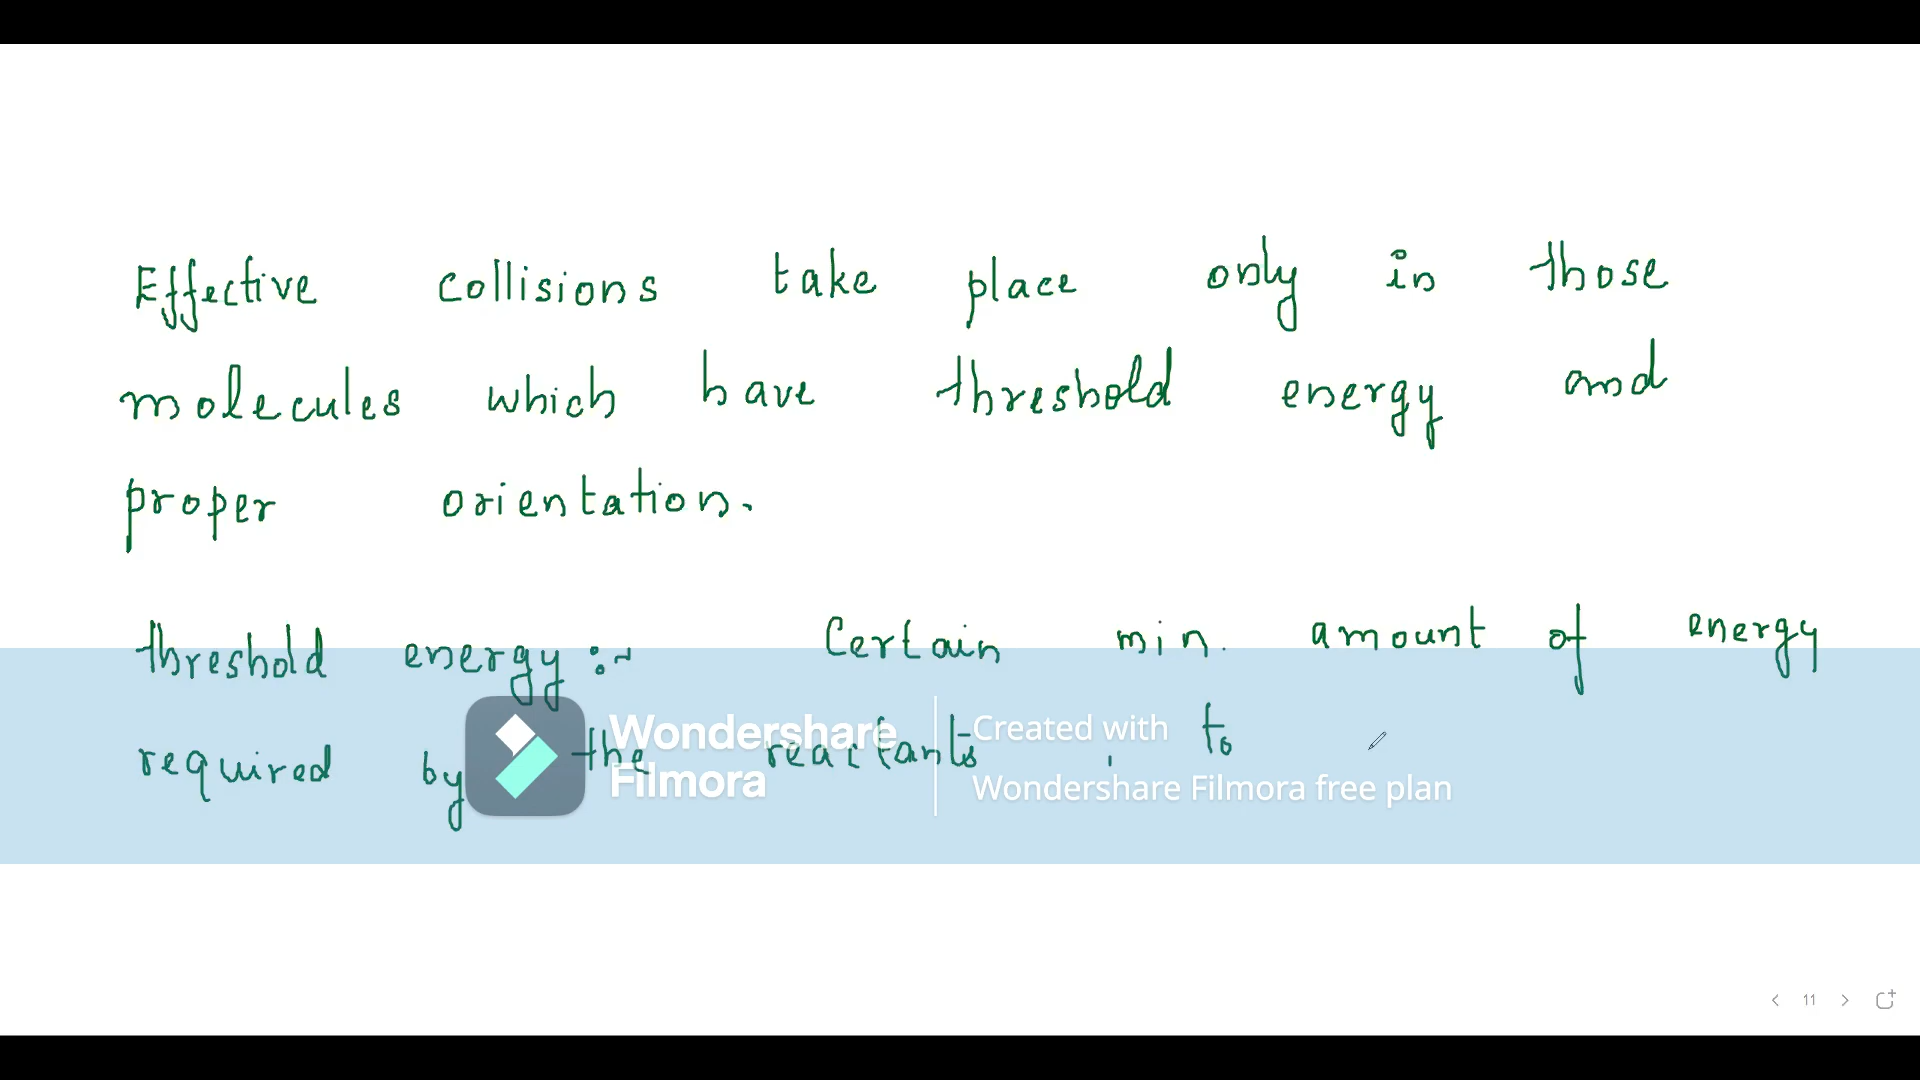 Effective collisions take place only in those
molecules which have threshold energy and
proper orientation.
threshold energy :- Certain min. amount of energy
required by the reactants , to
Wondershare Filmora
Created with
Wondershare Filmora free plan
11